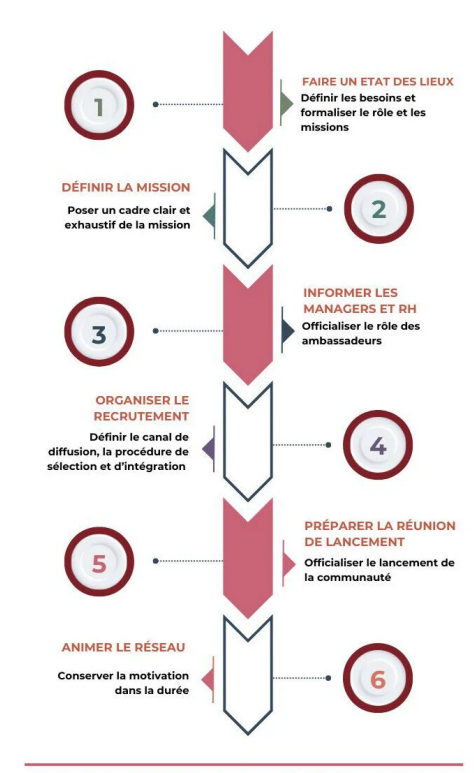 1
FAIRE UN ETAT DES LIEUX
Définir les besoins et
formaliser le rôle et les
missions
DÉFINIR LA MISSION
Poser un cadre clair et
exhaustif de la mission
2
3
INFORMER LES
MANAGERS ET RH
Officialiser le rôle des
ambassadeurs
ORGANISER LE
RECRUTEMENT
Définir le canal de
diffusion, la procédure de
sélection et d'intégration
4
5
PRÉPARER LA RÉUNION
DE LANCEMENT
Officialiser le lancement de
la communauté
ANIMER LE RÉSEAU
Conserver la motivation
dans la durée
6